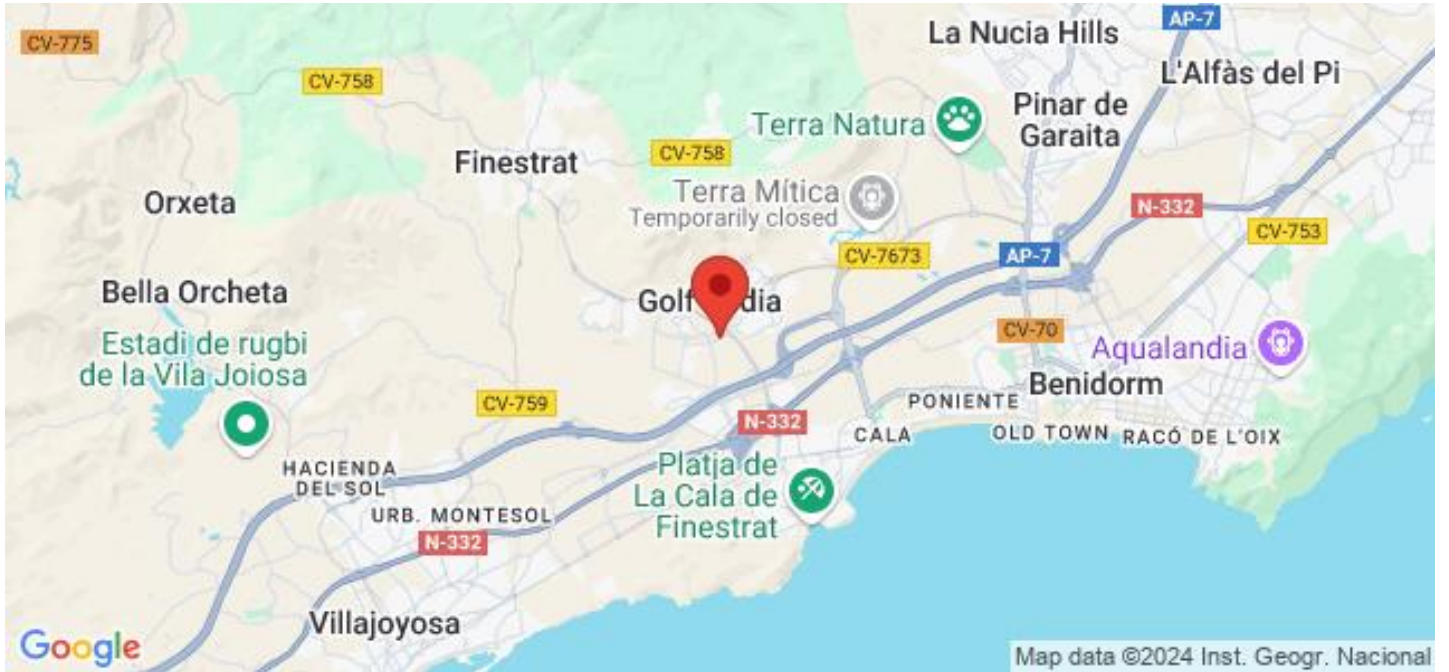 CV-775
CV-758
La Nucia Hills
AP-7
L'Alfàs del Pi
Terra Natura
Pinar de
Garaita
Finestrat
CV-758
Orxeta
Terra Mítica
Temporarily closed
N-332
CV-753
CV-7673
AP-7
Bella Orcheta
Golf
dia
Estadi de rugbi
de la Vila Joiosa
CV-70
Aqualandia
Benidorm
CV-759
PONIENTE
N-332
CALA
OLD TOWN
RACÓ DE L'OIX
HACIENDA
DEL SOL
Platja de
La Cala de
Finestrat
URB. MONTESOL
N-332
Villajoyosa
Google
Map data ©2024 Inst. Geogr. Nacional